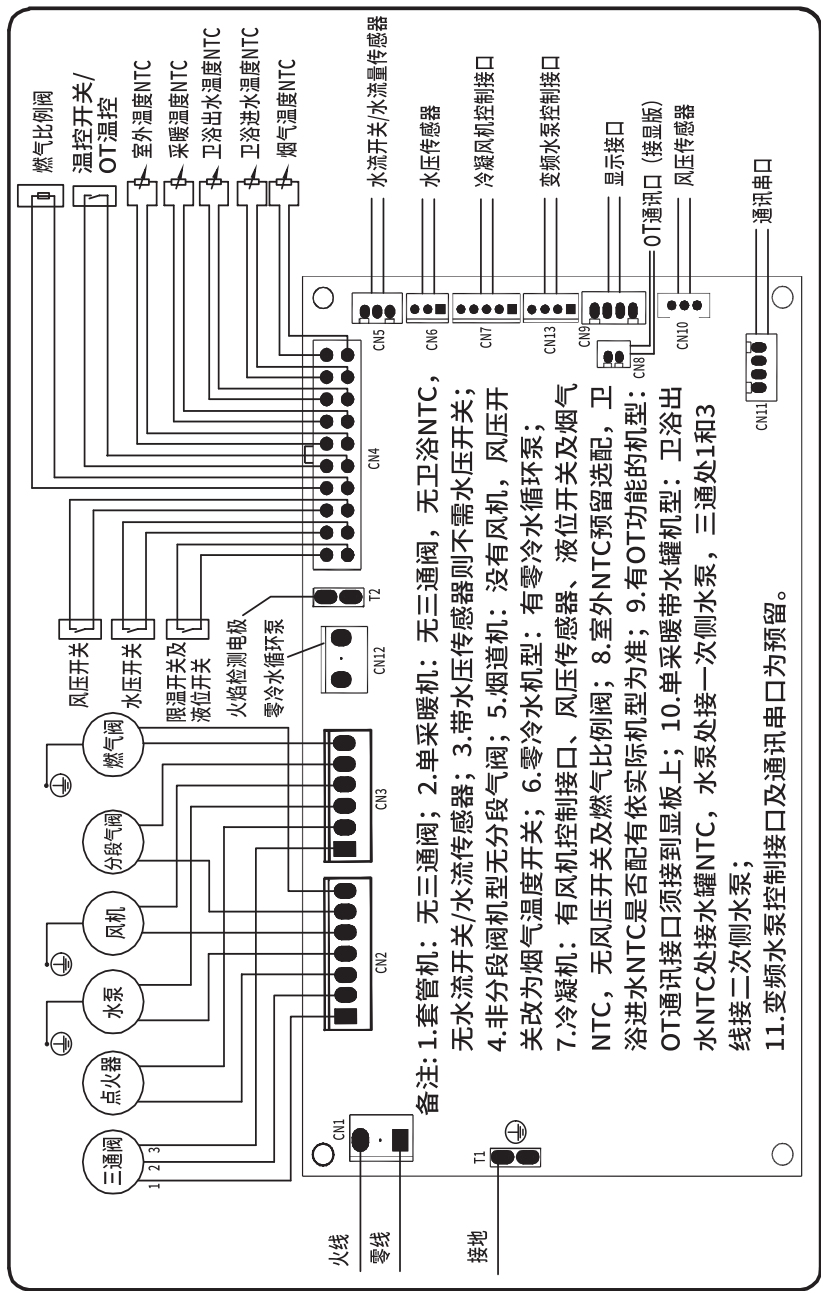 燃气比例阀
温控开关/
OT温控
室外温度NTC
采暖温度NTC
卫浴出水温度NTC
卫浴进水温度NTC
烟气温度NTC
水流开关/水流量传感器
水压传感器
冷凝风机控制接口
变频水泵控制接口
显示接口
OT通讯口（接显版）
风压传感器
通讯串口
CN5
CN6
CN7
CN13
CN9
CN8
CN10
CN11
CN4
T2
CN12
CN3
CN2
CN1
T1
风压开关
水压开关
限温开关及
液位开关
火焰检测电极
零冷水循环泵
燃气阀
分段气阀
风机
水泵
点火器
三通阀
1
2
3
火线
零线
接地
备注：1.套管机：无三通阀；2.单采暖机：无三通阀，无卫浴NTC，
无水流开关/水流传感器；3.带水压传感器则不需水压开关；
4.非分段阀机型无分段气阀；5.烟道机：没有风机，风压开
关改为烟气温度开关；6.零冷水机型：有零冷水循环泵；
7.冷凝机：有风机控制接口、风压传感器、液位开关及烟气
NTC，无风压开关及燃气比例阀；8.室外NTC预留选配，卫
浴进水NTC是否配有依实际机型为准；9.有OT功能的机型：
OT通讯接口须接到显板上；10.单采暖带水罐机型：卫浴出
水NTC处接水罐NTC，水泵处接一次侧水泵，三通处1和3
线接二次侧水泵；
11.变频水泵控制接口及通讯串口为预留。